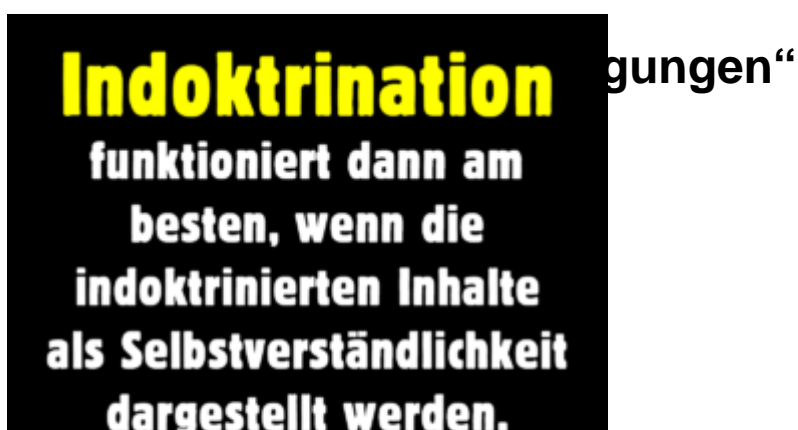 gungen“
Indoktrination
funktioniert dann am
besten, wenn die
indoktrinierten Inhalte
als Selbstverständlichkeit
dargestellt werden.